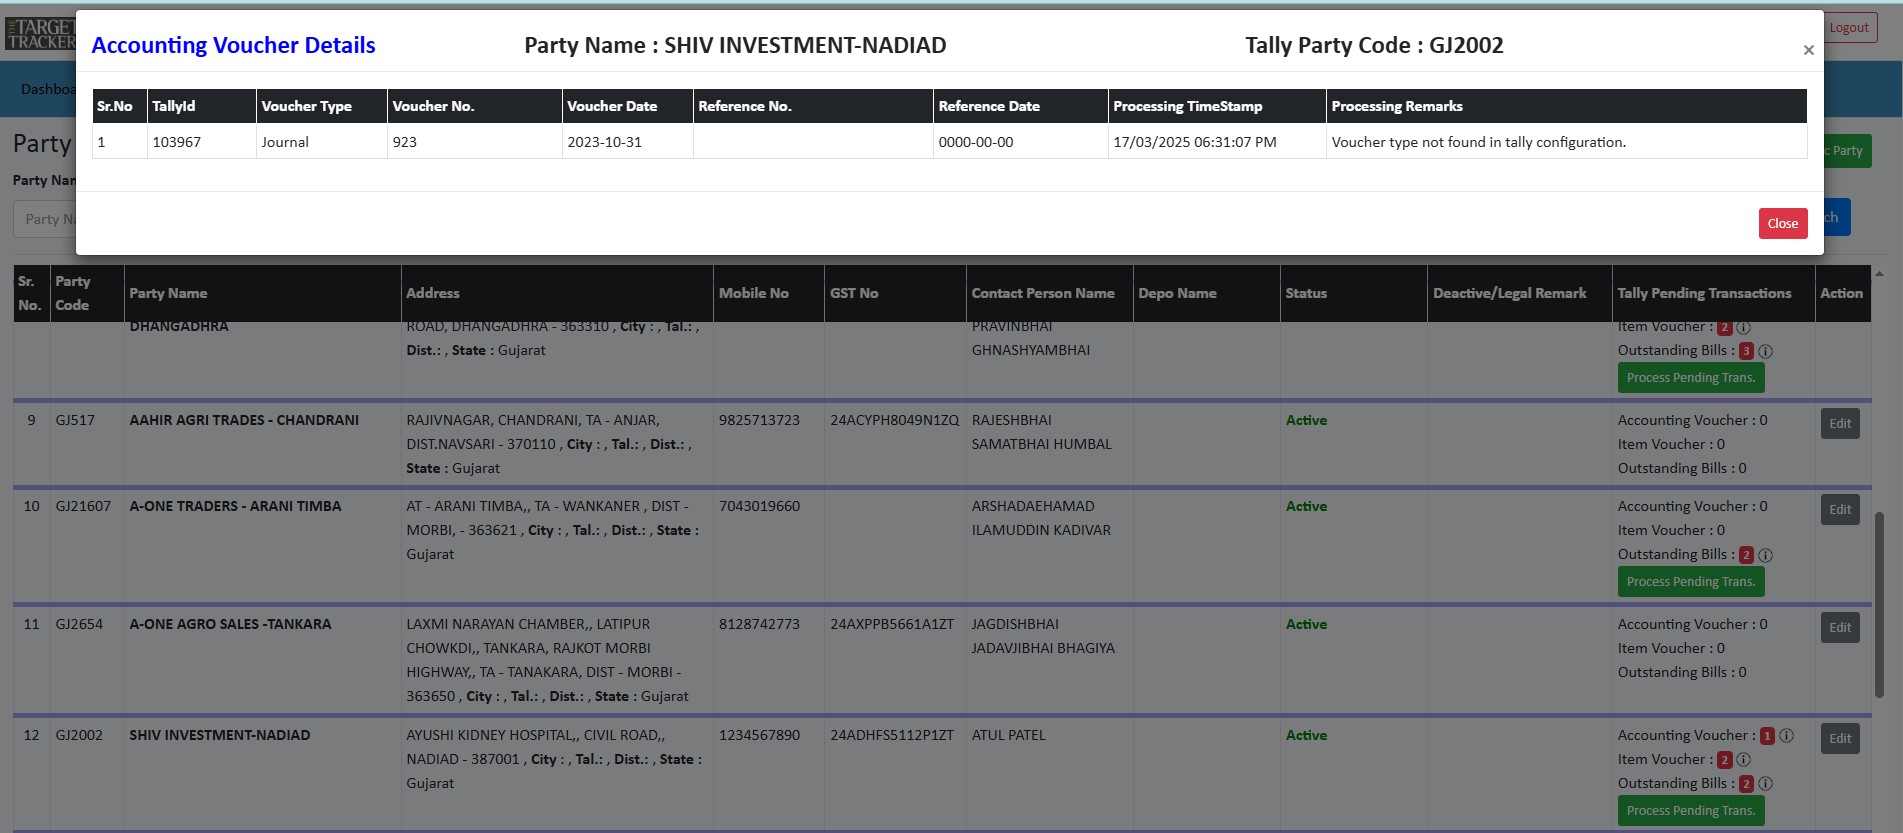 THE TARGET
TRACKER
Logout
Accounting Voucher Details
Party Name : SHIV INVESTMENT-NADIAD
Tally Party Code : GJ2002
×
Dashboa
Sr.No TallyId Voucher Type Voucher No. Voucher Date Reference No. Reference Date Processing TimeStamp Processing Remarks
1 103967 Journal 923 2023-10-31 0000-00-00 17/03/2025 06:31:07 PM Voucher type not found in tally configuration.
Party
c Party
Party Nan
Party N
ch
Close
Sr. No. Party Code Party Name Address Mobile No GST No Contact Person Name Depo Name Status Deactive/Legal Remark Tally Pending Transactions Action
DHANGADHRA
ROAD, DHANGADHRA - 363310 , City : , Tal.: ,
Dist.: , State : Gujarat
PRAVINBHAI
GHNASHYAMBHAI
Item Voucher : 2
Outstanding Bills : 3
Process Pending Trans.
9 GJ517 AAHIR AGRI TRADES - CHANDRANI
RAJIVNAGAR, CHANDRANI, TA - ANJAR,
DIST.NAVSARI - 370110 , City : , Tal.: , Dist.: ,
State : Gujarat
9825713723 24ACYPH8049N1ZQ
RAJESHBHAI
SAMATBHAI HUMBAL
Active
Accounting Voucher : 0
Item Voucher : 0
Outstanding Bills : 0
Edit
10 GJ21607 A-ONE TRADERS - ARANI TIMBA
AT - ARANI TIMBA,, TA - WANKANER , DIST -
MORBI, - 363621 , City : , Tal.: , Dist.: , State :
Gujarat
7043019660
ARSHADAEHAMAD
ILAMUDDIN KADIVAR
Active
Accounting Voucher : 0
Item Voucher : 0
Outstanding Bills : 2
Process Pending Trans.
Edit
11 GJ2654 A-ONE AGRO SALES -TANKARA
LAXMI NARAYAN CHAMBER,, LATIPUR
CHOWKDI,, TANKARA, RAJKOT MORBI
HIGHWAY,, TA - TANAKARA, DIST - MORBI -
363650 , City : , Tal.: , Dist.: , State : Gujarat
8128742773 24AXPPB5661A1ZT
JAGDISHBHAI
JADAVJIBHAI BHAGIYA
Active
Accounting Voucher : 0
Item Voucher : 0
Outstanding Bills : 0
Edit
12 GJ2002 SHIV INVESTMENT-NADIAD
AYUSHI KIDNEY HOSPITAL,, CIVIL ROAD,,
NADIAD - 387001 , City : , Tal.: , Dist.: , State :
Gujarat
1234567890 24ADHFS5112P1ZT
ATUL PATEL
Active
Accounting Voucher : 1
Item Voucher : 2
Outstanding Bills : 2
Process Pending Trans.
Edit